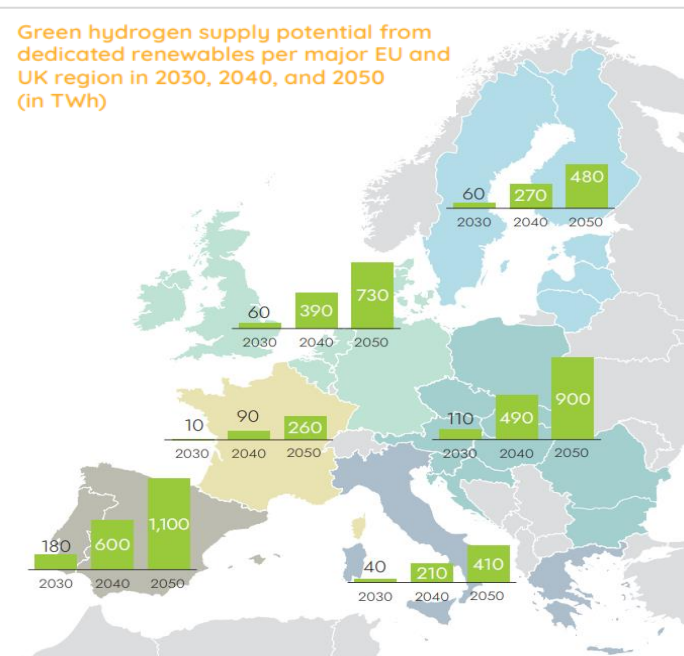 Green hydrogen supply potential from
dedicated renewables per major EU and
UK region in 2030, 2040, and 2050
(in TWh)
60 270 480
2030 2040 2050
60 390 730
2030 2040 2050
10 90 260
2030 2040 2050
110 490 900
2030 2040 2050
180 600 1,100
2030 2040 2050
40 210 410
2030 2040 2050